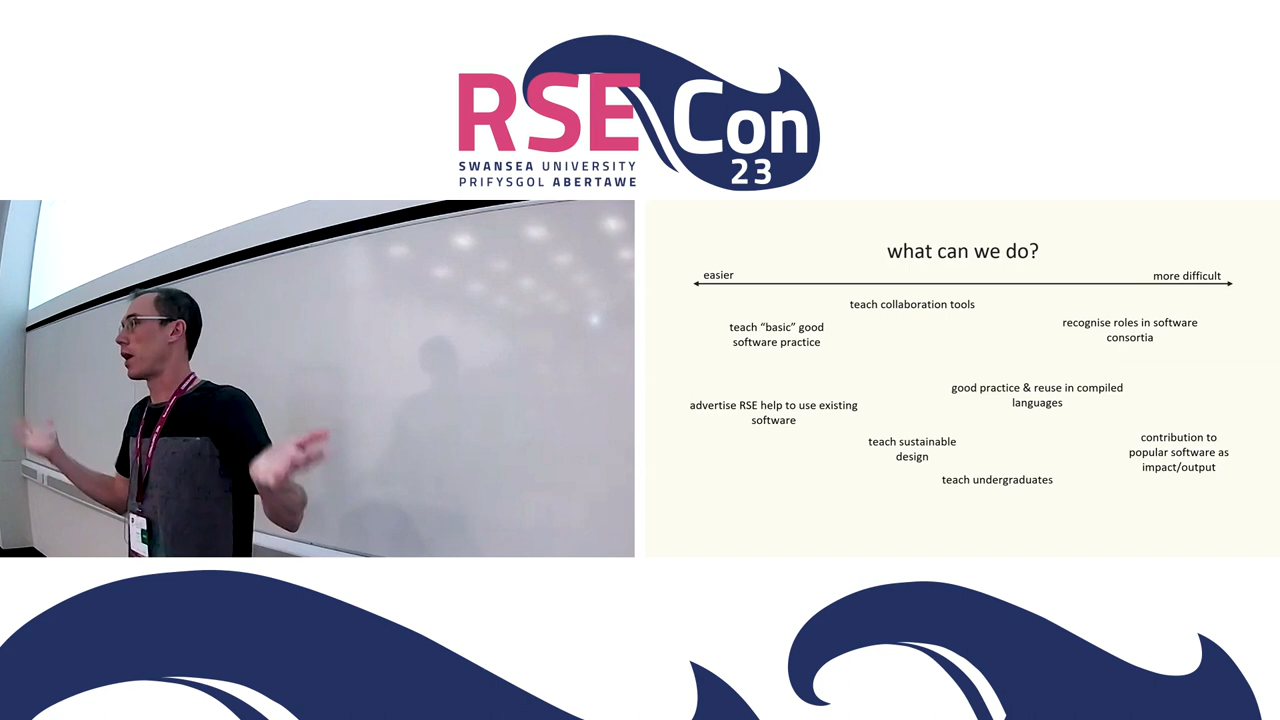 RSE Con
23
SWANSEA UNIVERSITY
PRIFYSGOL ABERTAWE
what can we do?
easier
more difficult
teach collaboration tools
teach “basic” good
software practice
recognise roles in software
consortia
good practice & reuse in compiled
languages
advertise RSE help to use existing
software
teach sustainable
design
contribution to
popular software as
impact/output
teach undergraduates